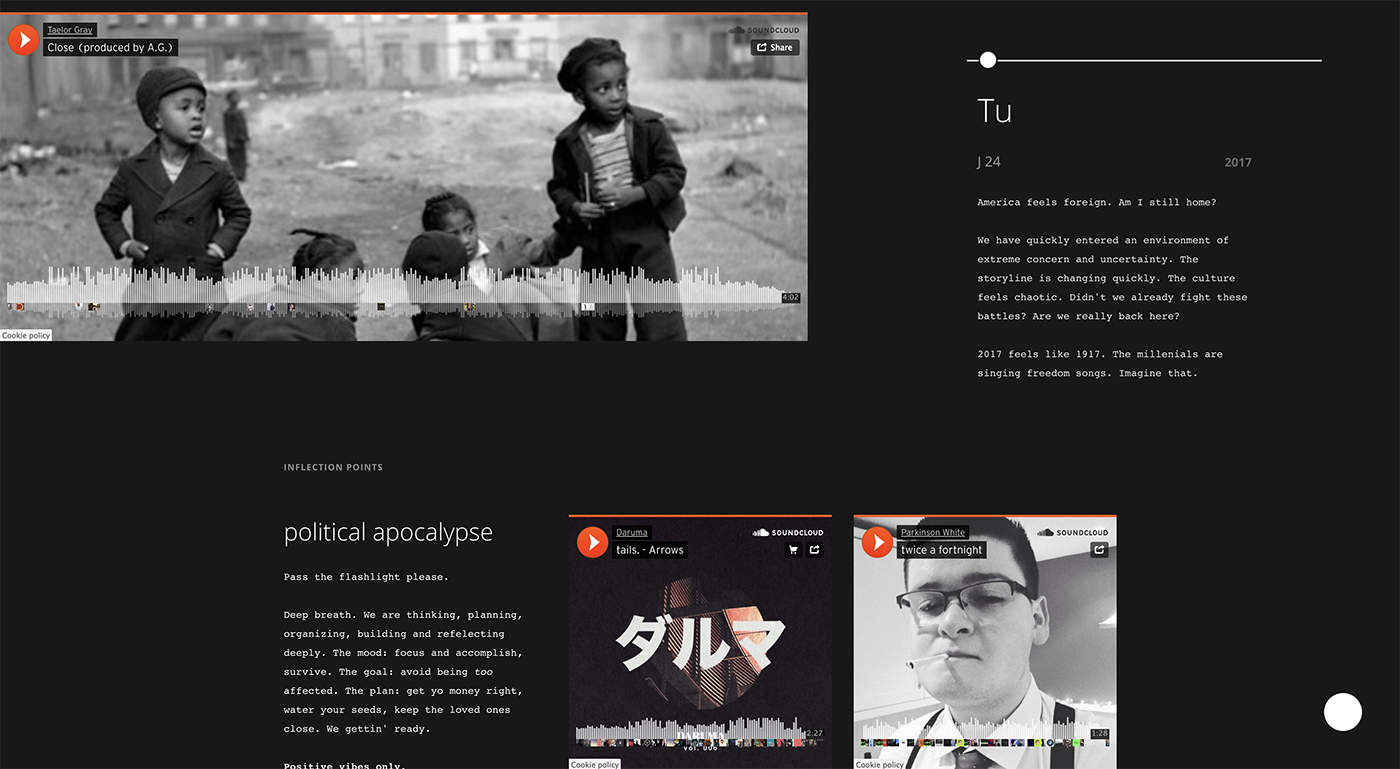 Taelor Gray
Close (produced by A.G.)
SOUNDCLOUD
Share
4:02
Cookie policy
Tu
J 24
2017
America feels foreign. Am I still home?
We have quickly entered an environment of
extreme concern and uncertainty. The
storyline is changing quickly. The culture
feels chaotic. Didn't we already fight these
battles? Are we really back here?
2017 feels like 1917. The millenials are
singing freedom songs. Imagine that.
INFLECTION POINTS
political apocalypse
Pass the flashlight please.
Deep breath. We are thinking, planning,
organizing, building and refelecting
deeply. The mood: focus and accomplish,
survive. The goal: avoid being too
affected. The plan: get yo money right,
water your seeds, keep the loved ones
close. We gettin' ready.
Positive vibes only.
Daruma
tails. - Arrows
SOUNDCLOUD
ダルマ
2:27
DARUMA
vol. 006
Cookie policy
Parkinson White
twice a fortnight
SOUNDCLOUD
1:28
Cookie policy